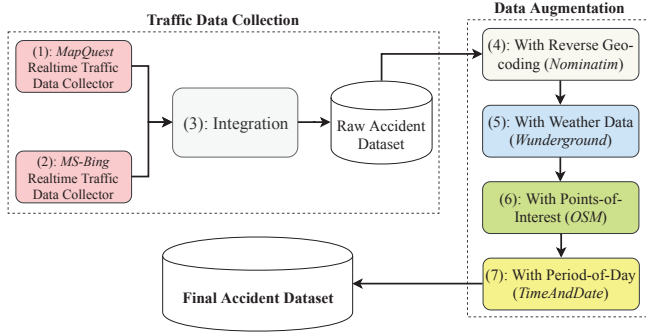 Traffic Data Collection
(1): MapQuest
Realtime Traffic
Data Collector
(2): MS-Bing
Realtime Traffic
Data Collector
(3): Integration
Raw Accident
Dataset
Data Augmentation
(4): With Reverse Geo-
coding (Nominatim)
(5): With Weather Data
(Wunderground)
(6): With Points-of-
Interest (OSM)
(7): With Period-of-Day
(TimeAndDate)
Final Accident Dataset